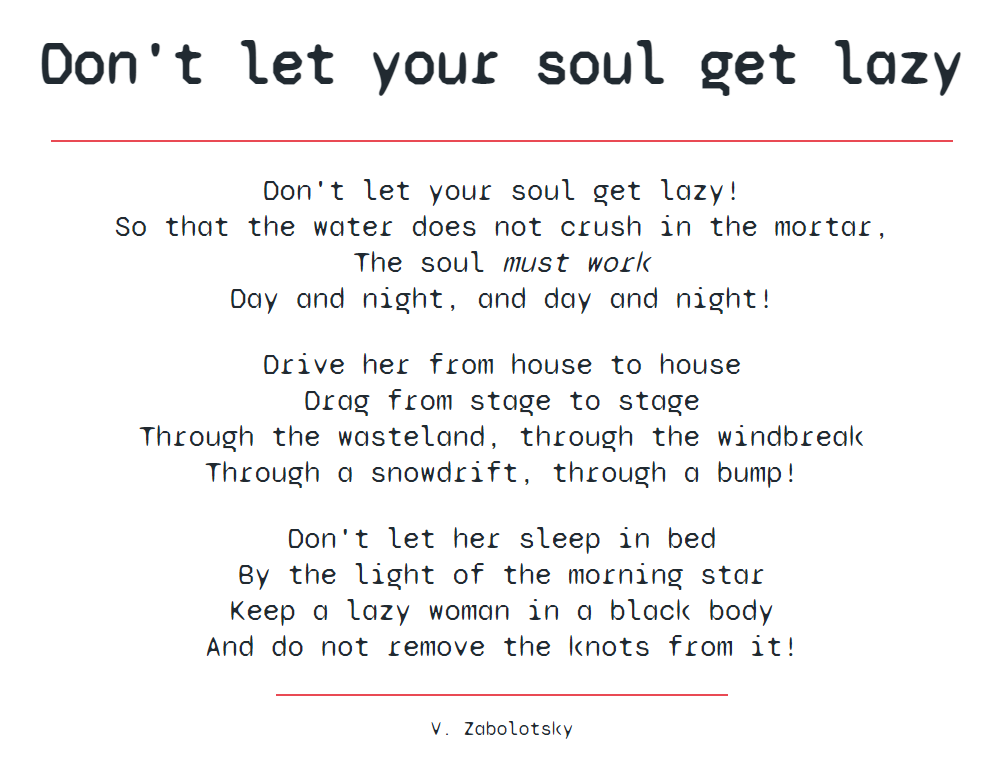 Don't let your soul get lazy
Don't let your soul get lazy!
So that the water does not crush in the mortar,
The soul must work
Day and night, and day and night!
Drive her from house to house
Drag from stage to stage
Through the wasteland, through the windbreak
Through a snowdrift, through a bump!
Don't let her sleep in bed
By the light of the morning star
Keep a lazy woman in a black body
And do not remove the knots from it!
V. Zabolotsky